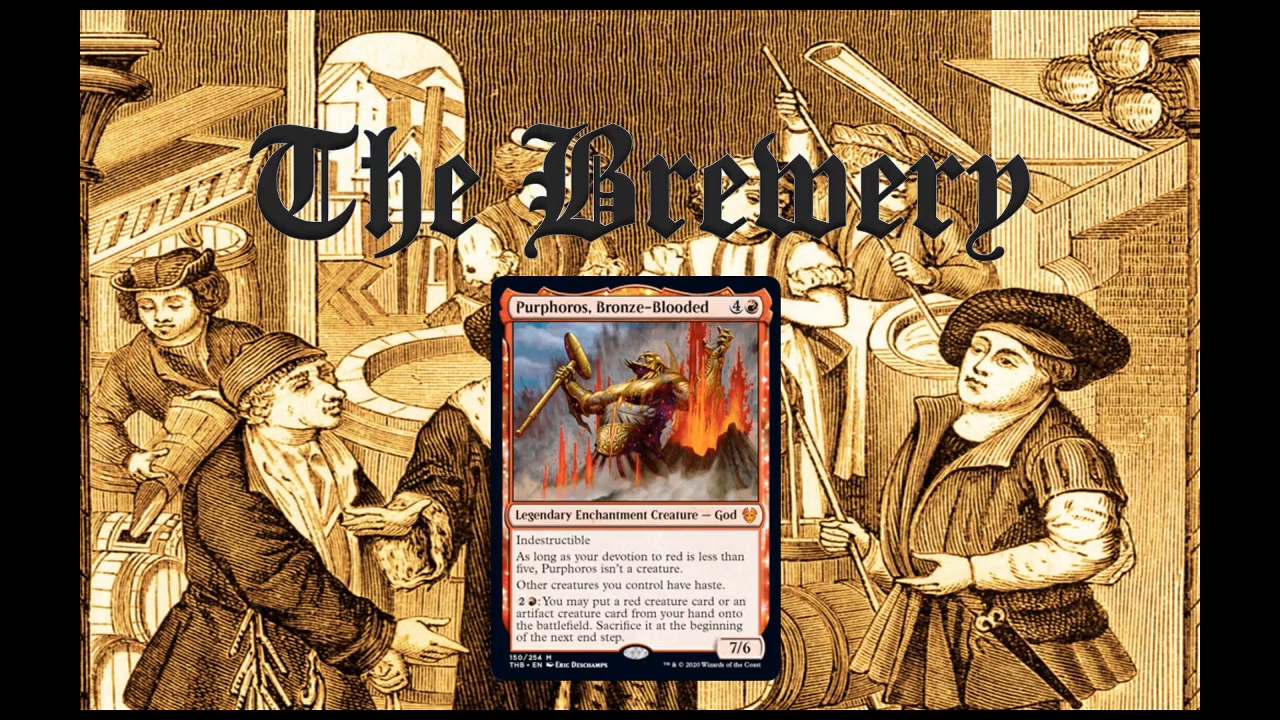 The Brewery
Purphoros, Bronze-Blooded 4
Legendary Enchantment Creature — God
Indestructible
As long as your devotion to red is less than
five, Purphoros isn't a creature.
Other creatures you control have haste.
2 : You may put a red creature card or an
artifact creature card from your hand onto
the battlefield. Sacrifice it at the beginning
of the next end step.
7/6
150/254 M
THB • EN Eric Deschamps
™ & © 2020 Wizards of the Coast